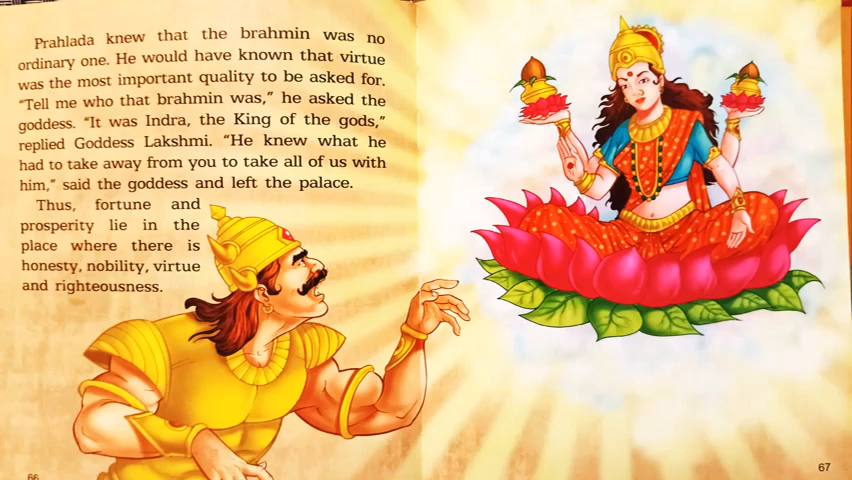 Prahlada knew that the brahmin was no
ordinary one. He would have known that virtue
was the most important quality to be asked for.
“Tell me who that brahmin was,” he asked the
goddess. “It was Indra, the King of the gods,”
replied Goddess Lakshmi. “He knew what he
had to take away from you to take all of us with
him,” said the goddess and left the palace.
Thus, fortune and
prosperity lie in the
place where there is
honesty, nobility, virtue
and righteousness.
66
67